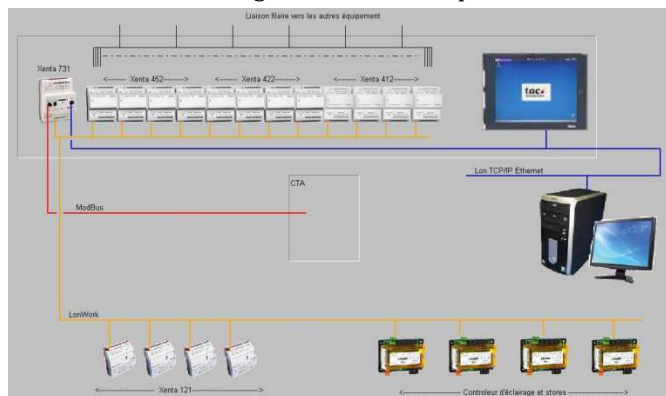 Liaison filaire vers les autres équipement
Xenta 731
<------- Xenta 452------->
<------- Xenta 422------->
<------- Xenta 412------->
tac
Lon TCP/IP Ethernet
CTA
ModBus
LonWork
<---------------- Xenta 121 ---------------->
<---------------- Controleur d'éclairage et stores ---------------->